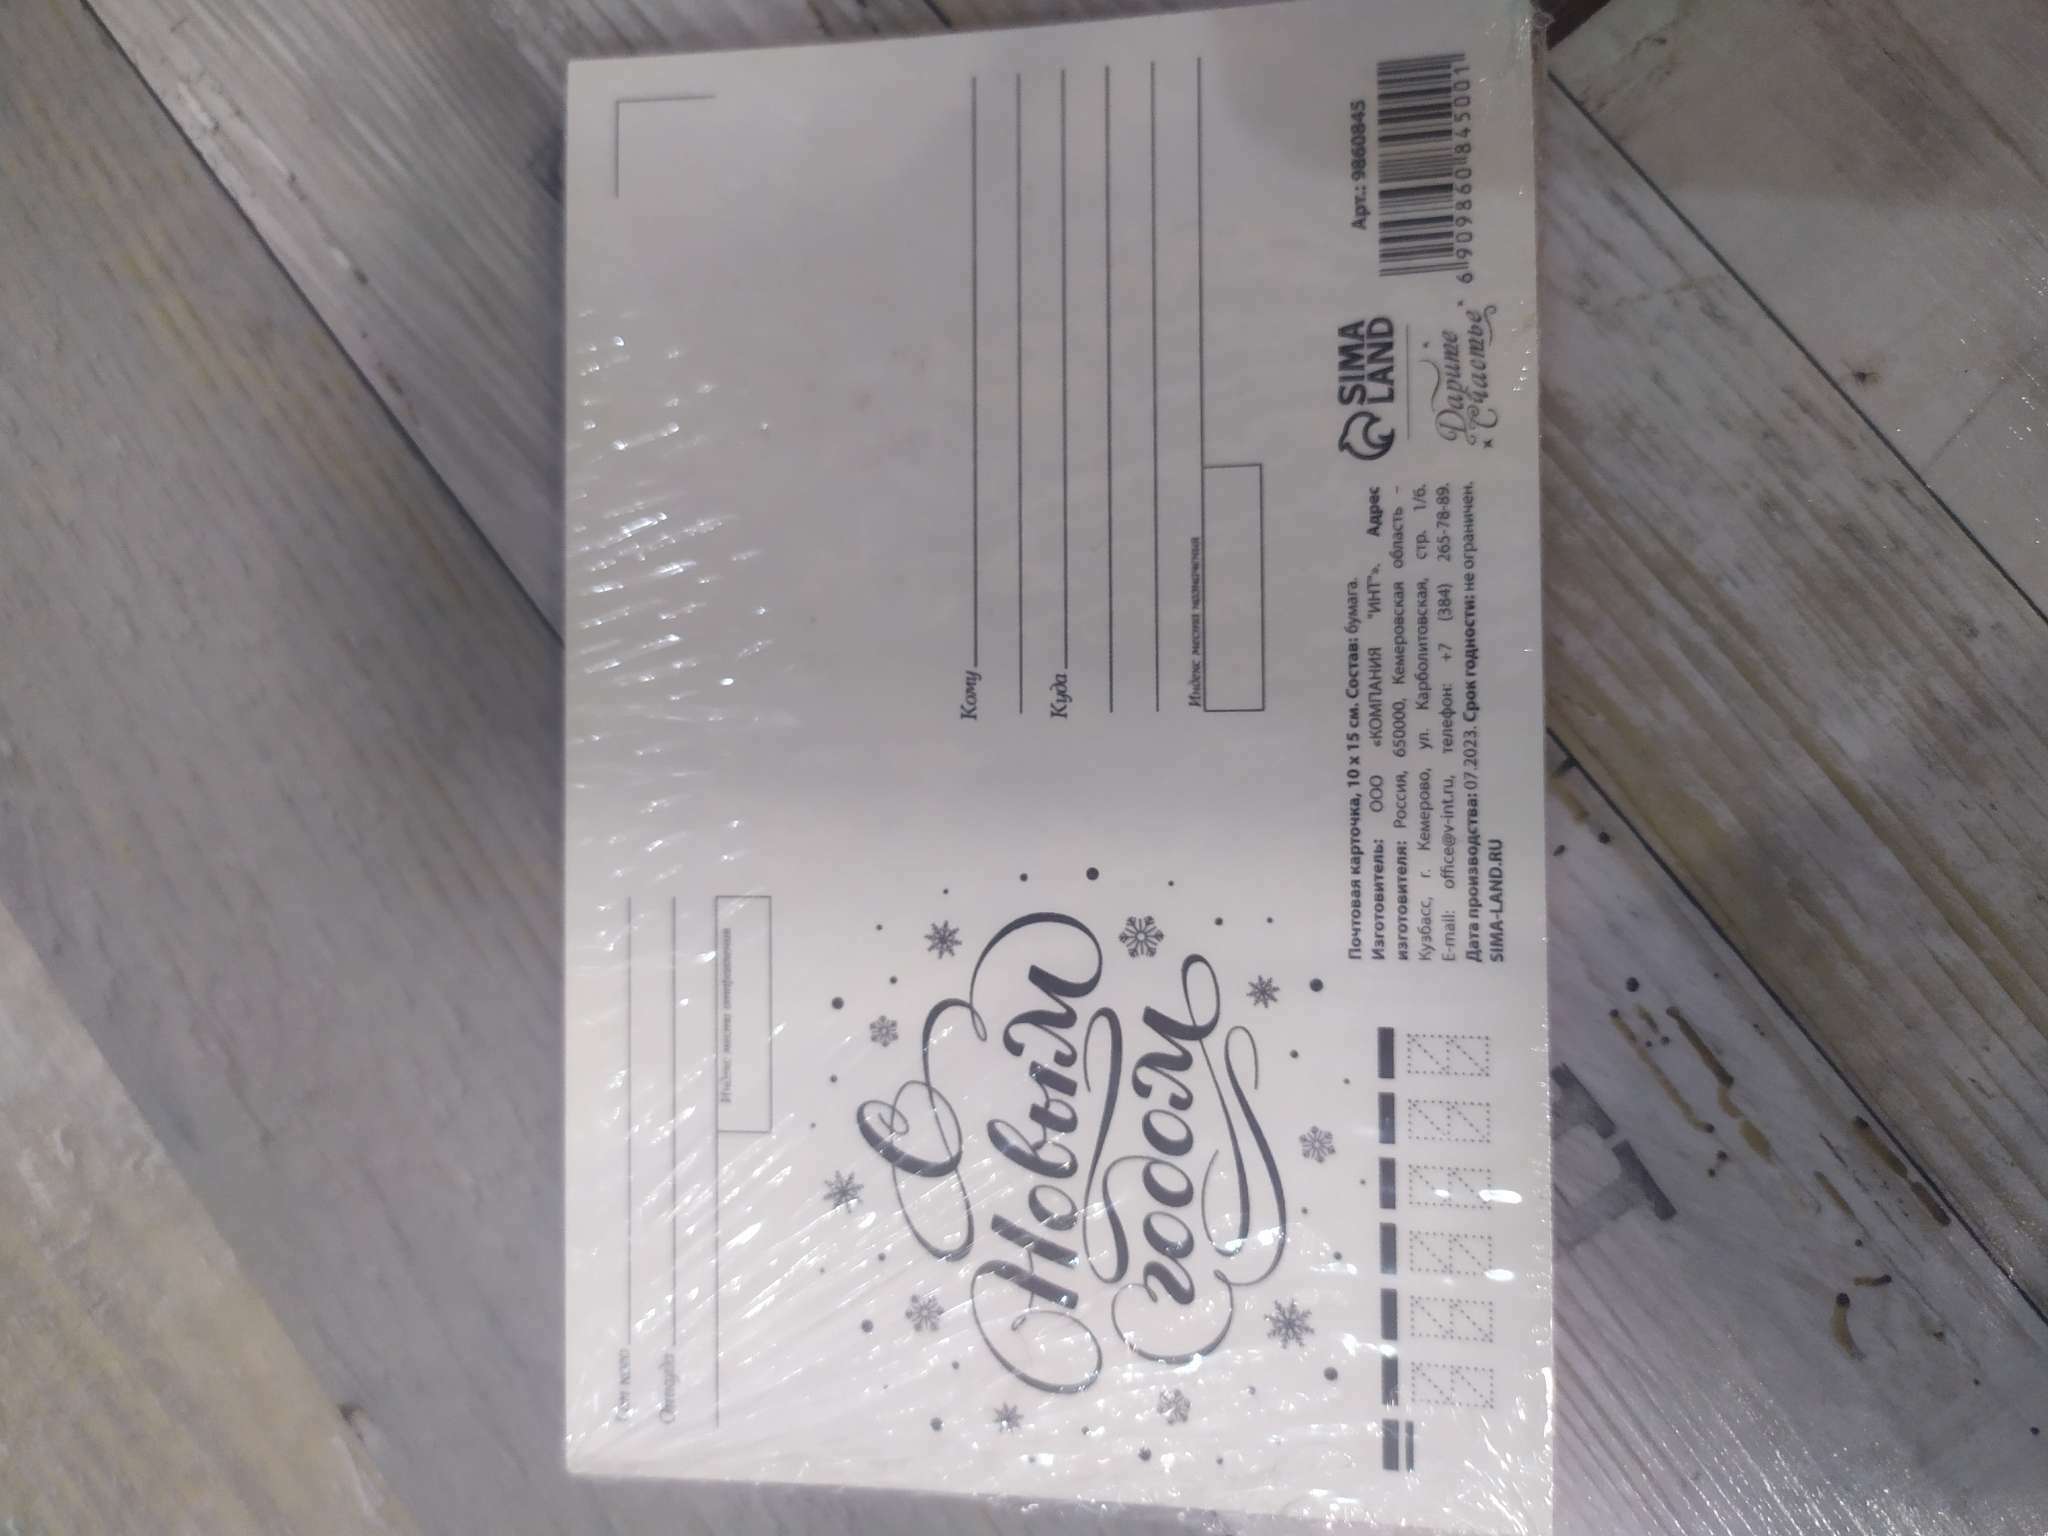 От кого
Откуда
Индекс места отправления
С
Новым
годом
Кому
Куда
Индекс места назначения
Почтовая карточка, 10 х 15 см. Состав: бумага.
Изготовитель: ООО «КОМПАНИЯ "ИНТ"». Адрес
изготовителя: Россия, 650000, Кемеровская область –
Кузбасс, г. Кемерово, ул. Карболитовская, стр. 1/6.
E-mail: office@v-int.ru, телефон: +7 (384) 265-78-89.
Дата производства: 07.2023. Срок годности: не ограничен.
SIMA-LAND.RU
SIMA
LAND
Дарите
Счастье
Арт.: 9860845
6 909860 845001